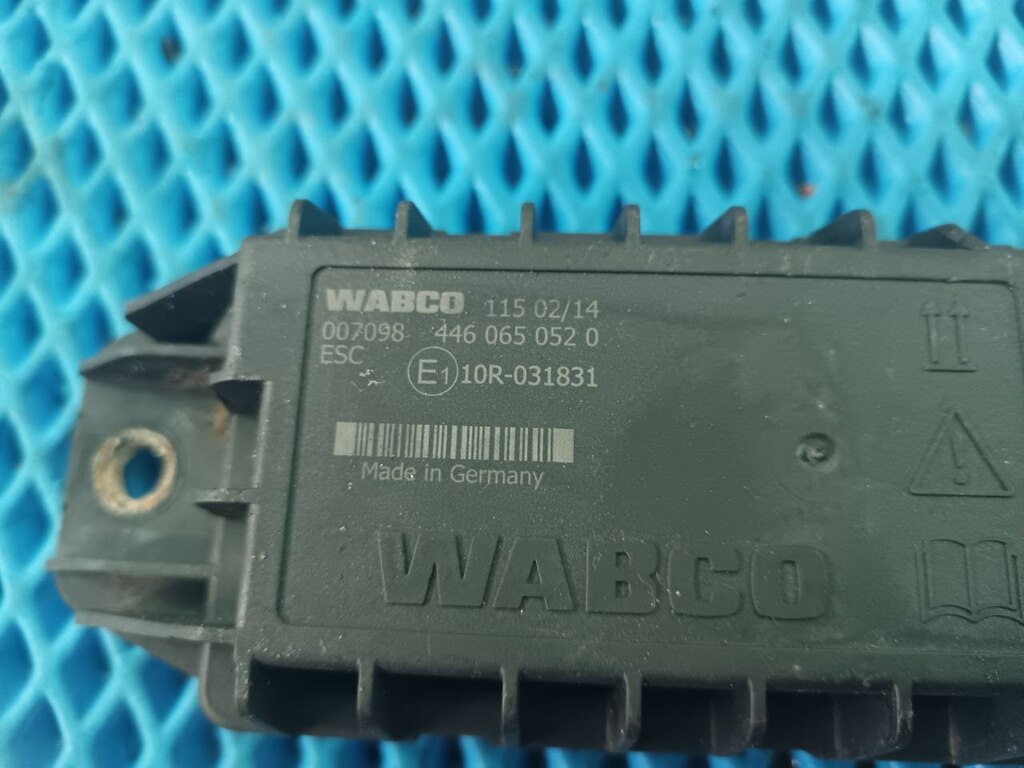 WABCO 115 02/14
007098 446 065 052 0
ESC
E1 10R-031831
Made in Germany
WABCO